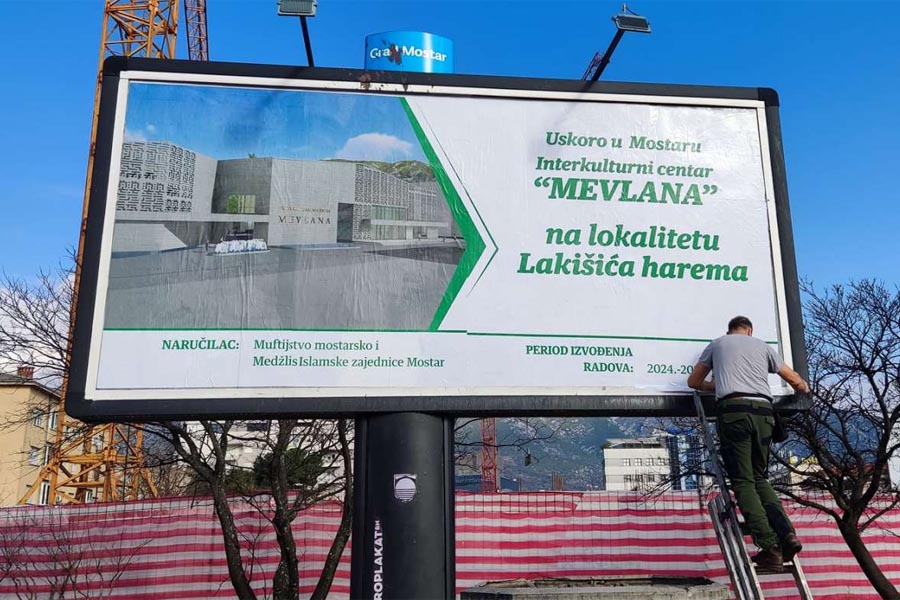 Grad Mostar
Uskoro u Mostaru
Interkulturni centar
“MEVLANA”
na lokalitetu
Lakišića harema
MEVLANA
NARUČILAC: Muftijstvo mostarsko i
Medžlis Islamske zajednice Mostar
PERIOD IZVOĐENJA
RADOVA: 2024.-20
ROPLAKAT